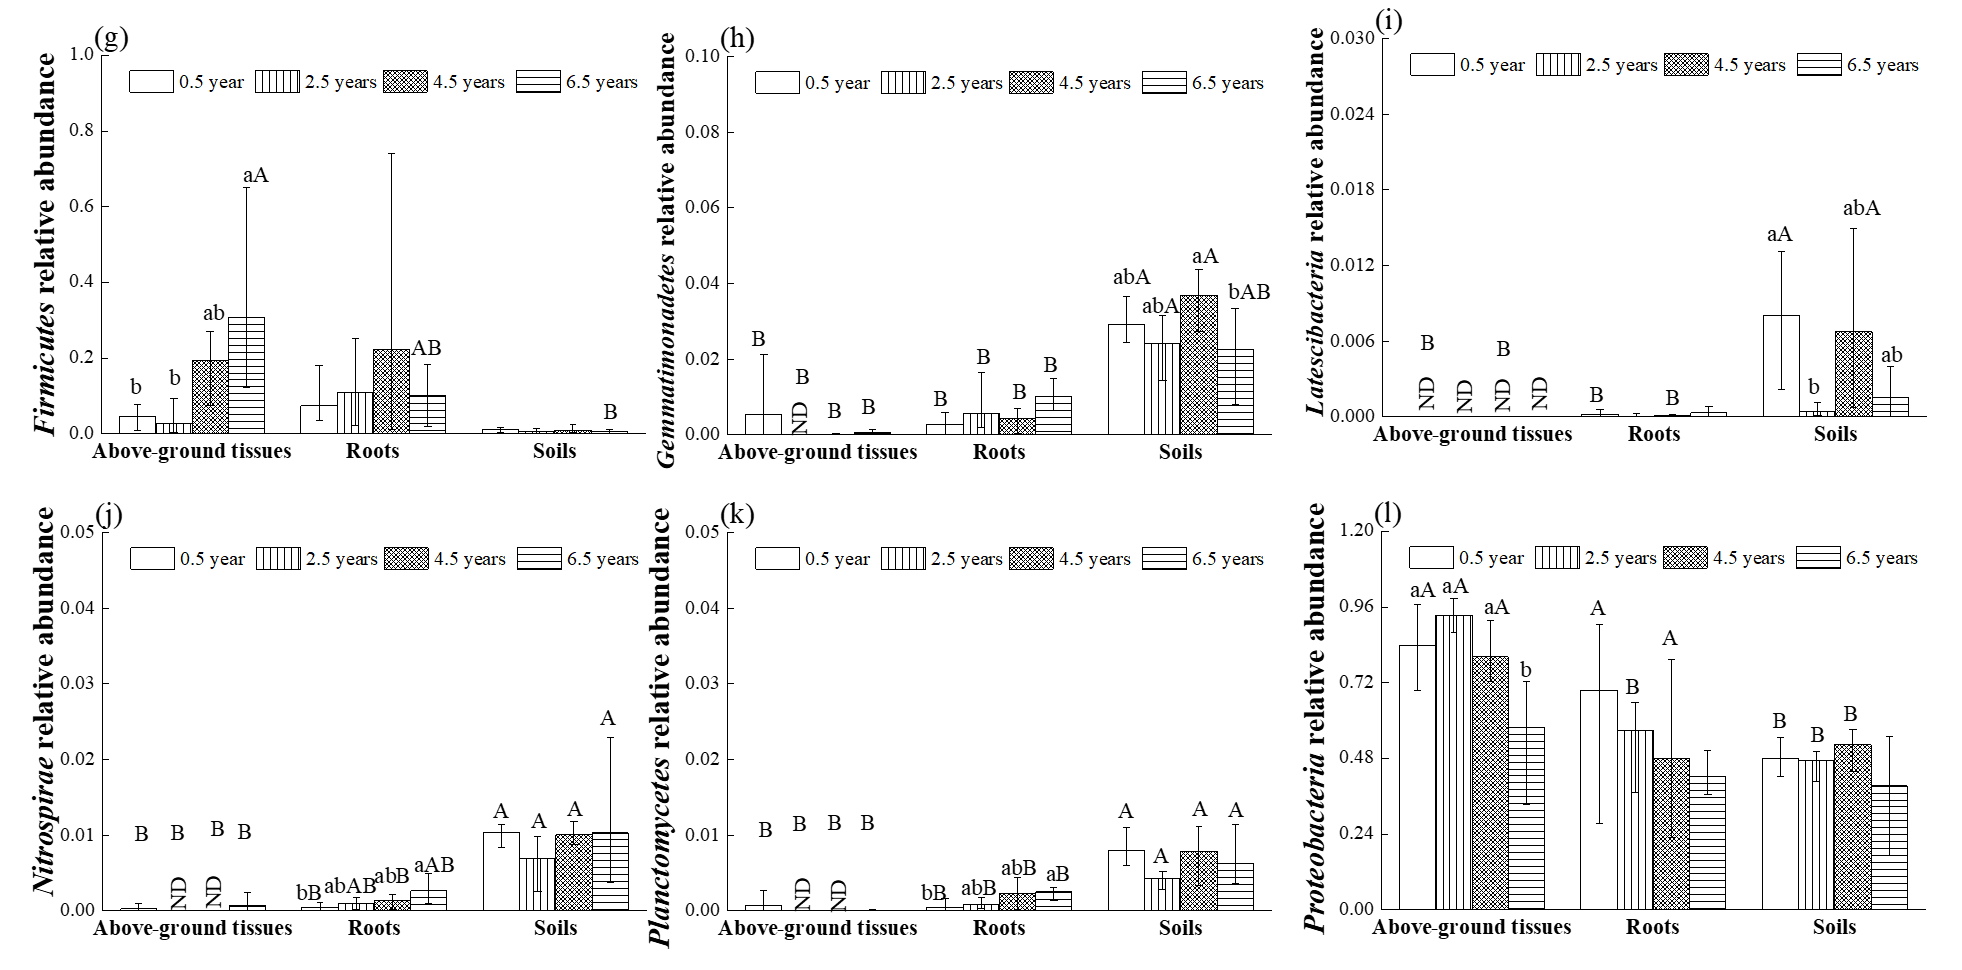 (g)
Firmicutes relative abundance
1.0
0.8
0.6
0.4
0.2
0.0
0.5 year 2.5 years 4.5 years 6.5 years
b b ab aA
AB
B
Above-ground tissues Roots Soils
(h)
Gemmatimonadetes relative abundance
0.10
0.08
0.06
0.04
0.02
0.00
0.5 year 2.5 years 4.5 years 6.5 years
B B B B
ND
B B B B
abA abA aA bAB
Above-ground tissues Roots Soils
(i)
Latescibacteria relative abundance
0.030
0.024
0.018
0.012
0.006
0.000
0.5 year 2.5 years 4.5 years 6.5 years
B B
ND ND ND ND
B B
aA b abA ab
Above-ground tissues Roots Soils
(j)
Nitrospirae relative abundance
0.05
0.04
0.03
0.02
0.01
0.00
0.5 year 2.5 years 4.5 years 6.5 years
B B B B
ND ND
bB abAB abB aAB
A A A A
Above-ground tissues Roots Soils
(k)
Planctomycetes relative abundance
0.05
0.04
0.03
0.02
0.01
0.00
0.5 year 2.5 years 4.5 years 6.5 years
B B B B
ND ND
bB abB abB aB
A A A A
Above-ground tissues Roots Soils
(l)
Proteobacteria relative abundance
1.20
0.96
0.72
0.48
0.24
0.00
0.5 year 2.5 years 4.5 years 6.5 years
aA aA aA b
A B A
B B B
Above-ground tissues Roots Soils